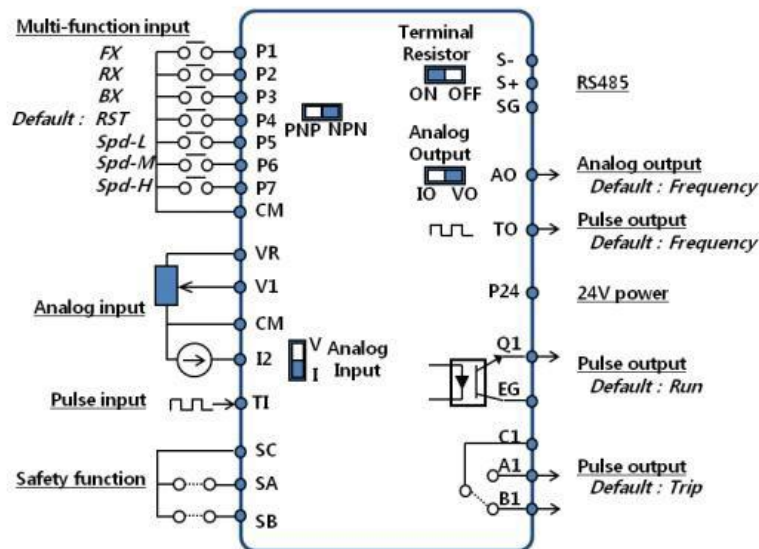 Multi-function input
FX
RX
BX
Default : RST
Spd-L
Spd-M
Spd-H
P1
P2
P3
P4
P5
P6
P7
CM
PNP NPN
Terminal
Resistor
ON OFF
S-
S+
SG
RS485
Analog
Output
IO VO
AO
Analog output
Default : Frequency
TO
Pulse output
Default : Frequency
P24
24V power
Analog input
VR
V1
CM
I2
V
I
Analog
Input
Pulse input
TI
Q1
EG
Pulse output
Default : Run
Safety function
SC
SA
SB
C1
A1
B1
Pulse output
Default : Trip